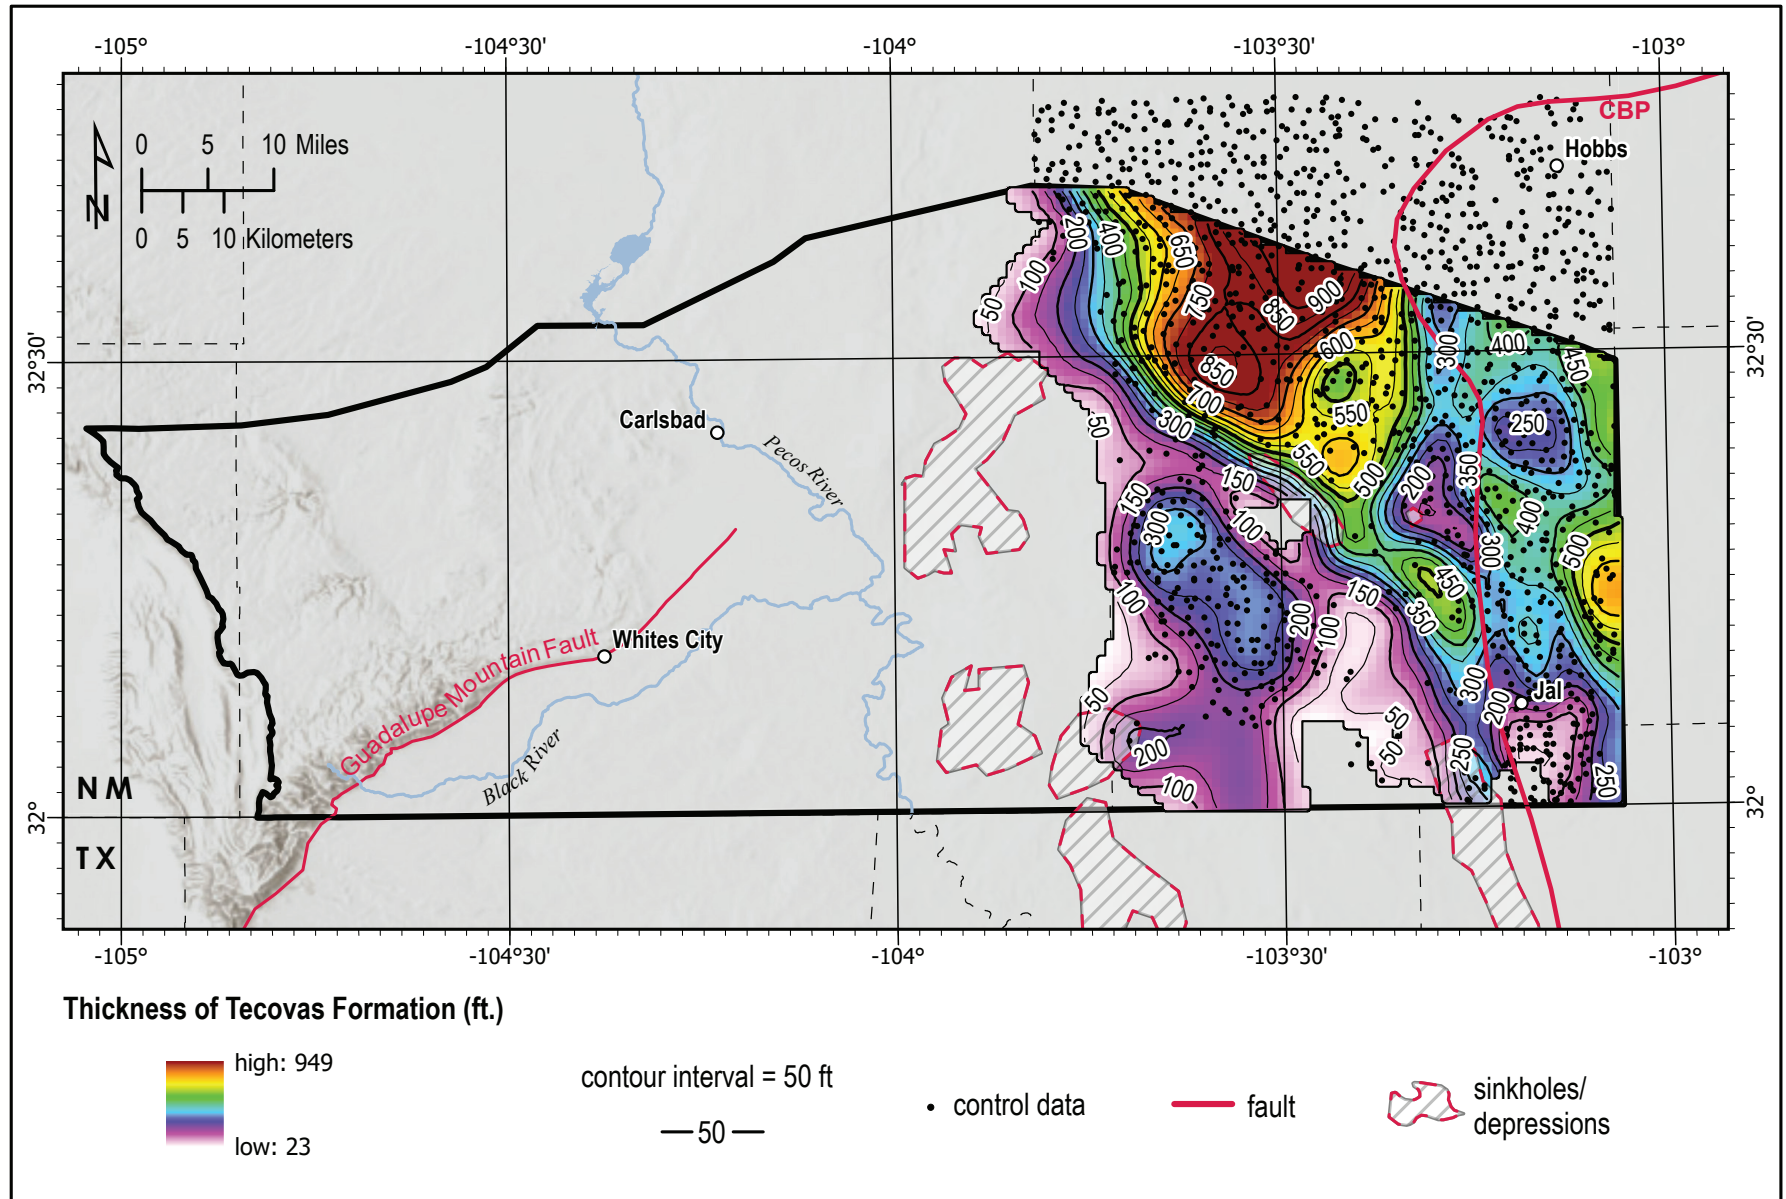 -105° -104°30' -104° -103°30' -103°
0 5 10 Miles
0 5 10 Kilometers
N
CBP
Hobbs
200 400 650
100
50
750 850 900
32°30'
32°30'
300 400 450
600
850
700
550
250
Carlsbad
Pecos River
50
300
550
500
200
350
150
150
300
100
400
300
500
450
100
150
350
200
100
Whites City
Guadalupe Mountain Fault
Black River
50
300
200
Jal
50
50
200
250
250
100
NM
TX
32°
32°
-105° -104°30' -104° -103°30' -103°
Thickness of Tecovas Formation (ft.)
high: 949
low: 23
contour interval = 50 ft
50
control data
fault
sinkholes/
depressions